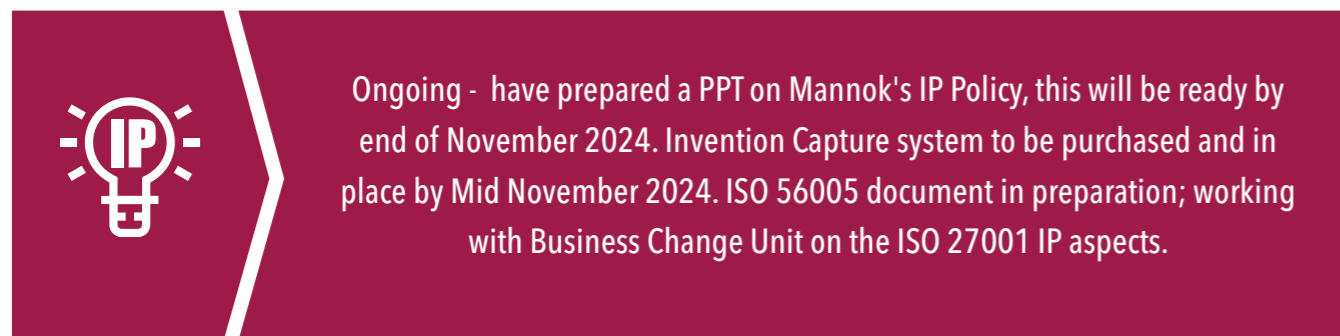 IP
Ongoing -  have prepared a PPT on Mannok's IP Policy, this will be ready by
end of November 2024. Invention Capture system to be purchased and in
place by Mid November 2024. ISO 56005 document in preparation; working
with Business Change Unit on the ISO 27001 IP aspects.